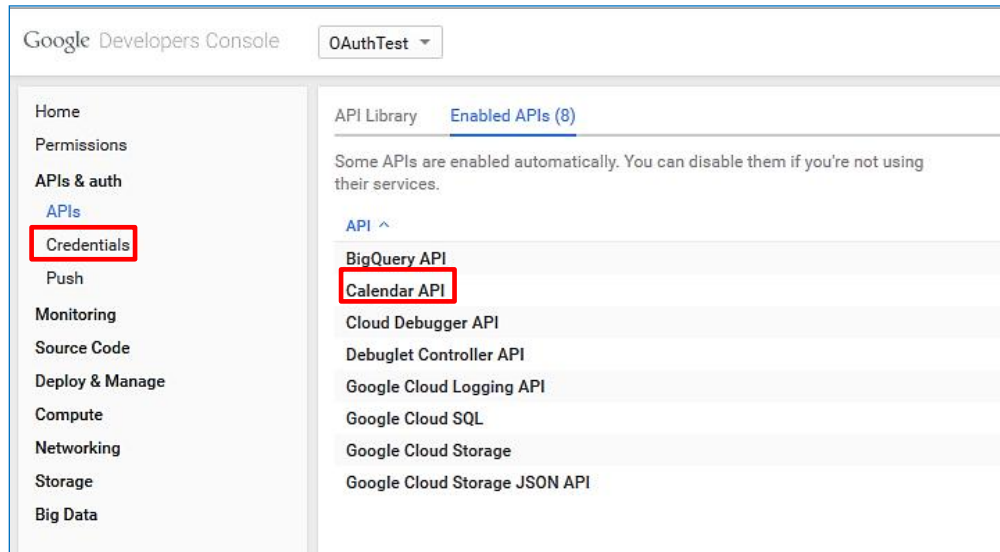 Google Developers Console
OAuthTest
Home
Permissions
APIs & auth
APIs
Credentials
Push
Monitoring
Source Code
Deploy & Manage
Compute
Networking
Storage
Big Data
API Library
Enabled APIs (8)
Some APIs are enabled automatically. You can disable them if you're not using
their services.
API
BigQuery API
Calendar API
Cloud Debugger API
Debuglet Controller API
Google Cloud Logging API
Google Cloud SQL
Google Cloud Storage
Google Cloud Storage JSON API